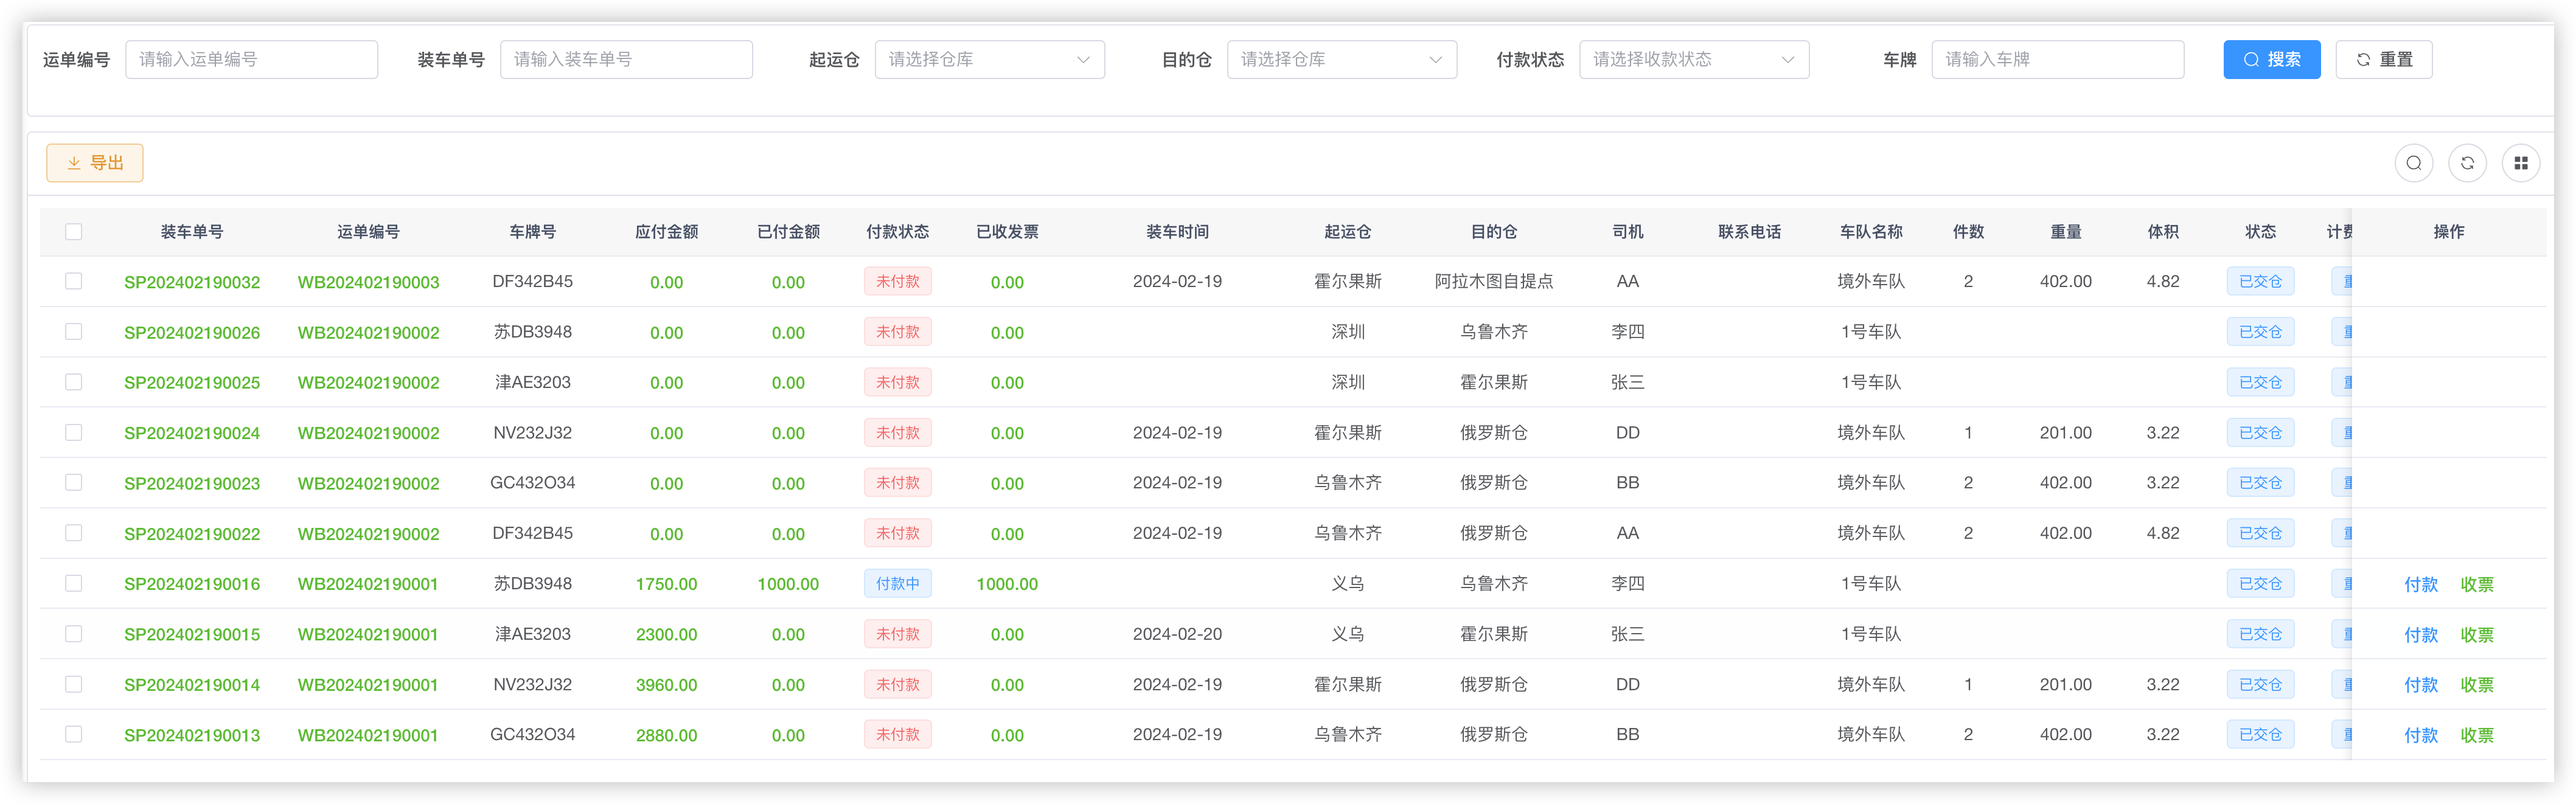 运单编号 请输入运单编号 装车单号 请输入装车单号 起运仓 请选择仓库 目的仓 请选择仓库 付款状态 请选择收款状态 车牌 请输入车牌 搜索 重置
导出
装车单号 运单编号 车牌号 应付金额 已付金额 付款状态 已收发票 装车时间 起运仓 目的仓 司机 联系电话 车队名称 件数 重量 体积 状态 计费 操作
SP202402190032 WB202402190003 DF342B45 0.00 0.00 未付款 0.00 2024-02-19 霍尔果斯 阿拉木图自提点 AA 境外车队 2 402.00 4.82 已交仓 重
SP202402190026 WB202402190002 苏DB3948 0.00 0.00 未付款 0.00 深圳 乌鲁木齐 李四 1号车队 已交仓 重
SP202402190025 WB202402190002 津AE3203 0.00 0.00 未付款 0.00 深圳 霍尔果斯 张三 1号车队 已交仓 重
SP202402190024 WB202402190002 NV232J32 0.00 0.00 未付款 0.00 2024-02-19 霍尔果斯 俄罗斯仓 DD 境外车队 1 201.00 3.22 已交仓 重
SP202402190023 WB202402190002 GC432O34 0.00 0.00 未付款 0.00 2024-02-19 乌鲁木齐 俄罗斯仓 BB 境外车队 2 402.00 3.22 已交仓 重
SP202402190022 WB202402190002 DF342B45 0.00 0.00 未付款 0.00 2024-02-19 乌鲁木齐 俄罗斯仓 AA 境外车队 2 402.00 4.82 已交仓 重
SP202402190016 WB202402190001 苏DB3948 1750.00 1000.00 付款中 1000.00 义乌 乌鲁木齐 李四 1号车队 已交仓 重 付款 收票
SP202402190015 WB202402190001 津AE3203 2300.00 0.00 未付款 0.00 2024-02-20 义乌 霍尔果斯 张三 1号车队 已交仓 重 付款 收票
SP202402190014 WB202402190001 NV232J32 3960.00 0.00 未付款 0.00 2024-02-19 霍尔果斯 俄罗斯仓 DD 境外车队 1 201.00 3.22 已交仓 重 付款 收票
SP202402190013 WB202402190001 GC432O34 2880.00 0.00 未付款 0.00 2024-02-19 乌鲁木齐 俄罗斯仓 BB 境外车队 2 402.00 3.22 已交仓 重 付款 收票